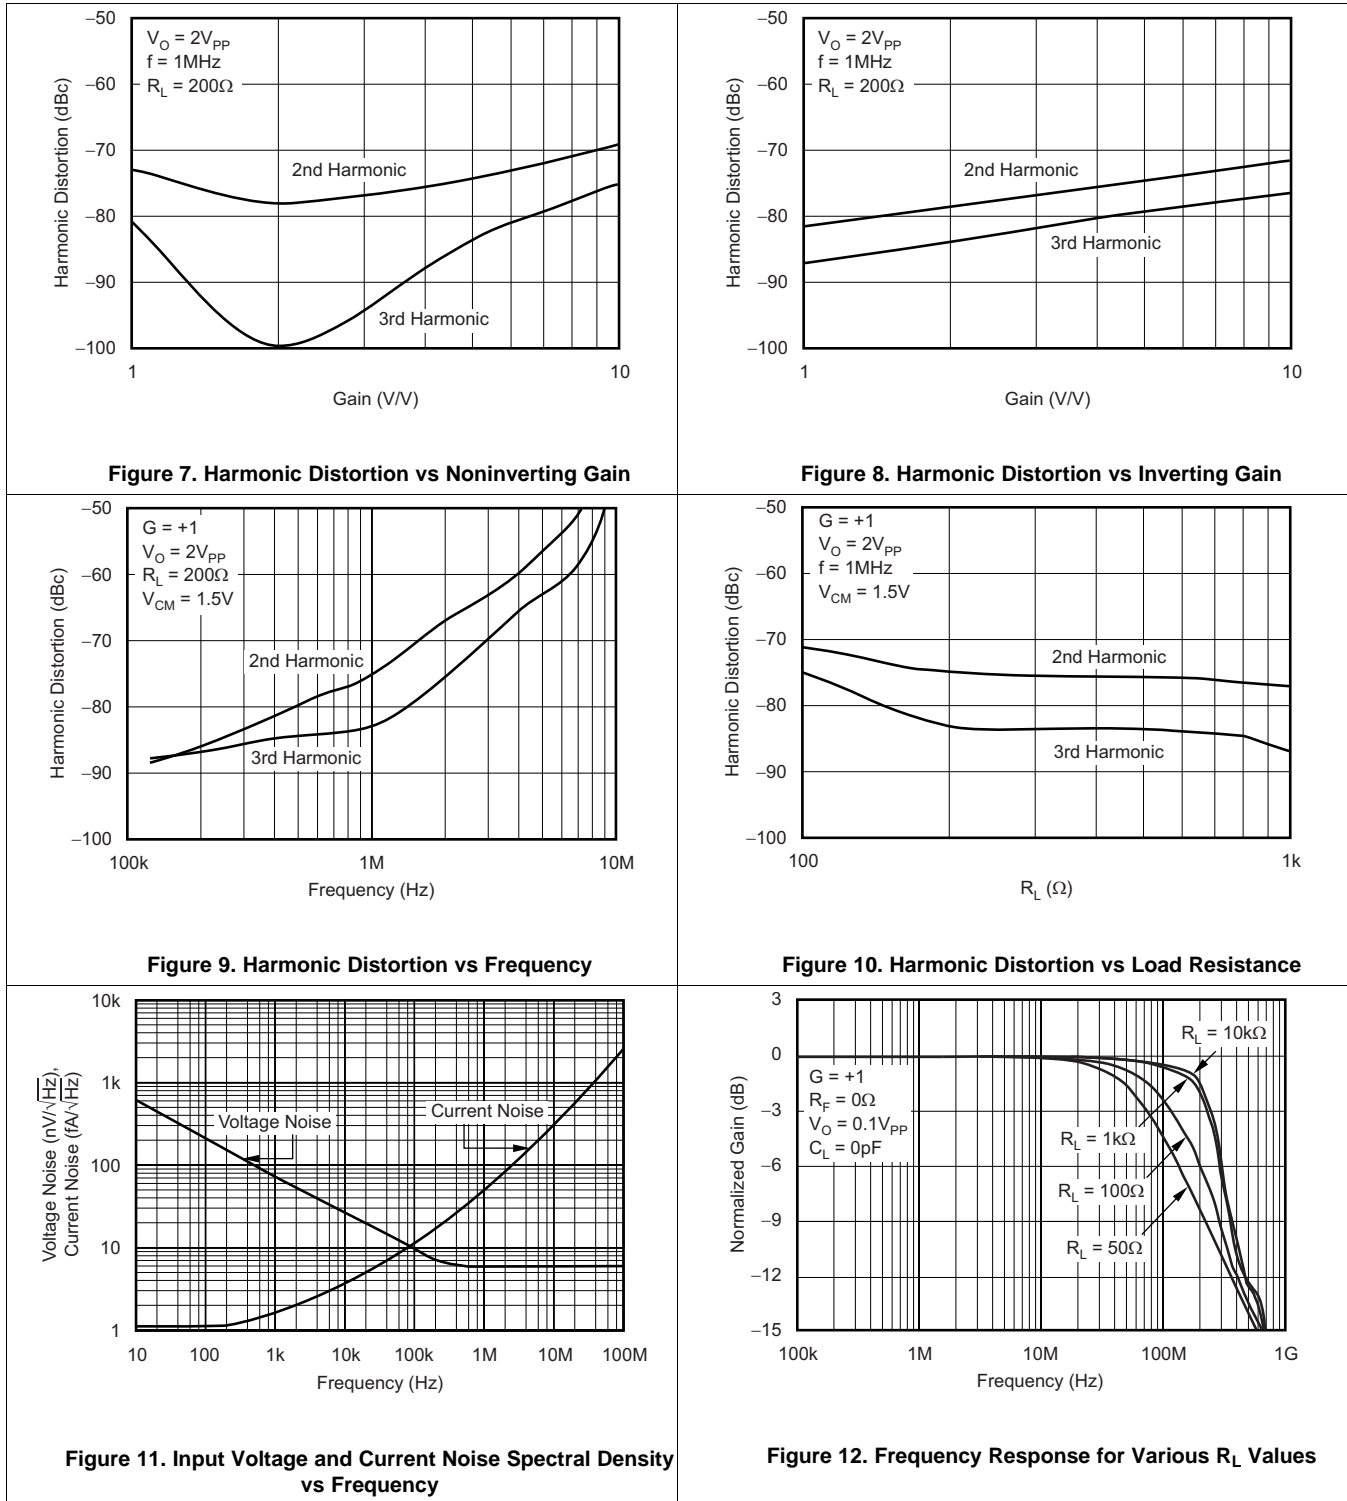 −50
−60
−70
−80
−90
−100
Harmonic Distortion (dBc)
V_O = 2V_PP
f = 1MHz
R_L = 200Ω
2nd Harmonic
3rd Harmonic
1
10
Gain (V/V)
Figure 7. Harmonic Distortion vs Noninverting Gain
−50
−60
−70
−80
−90
−100
Harmonic Distortion (dBc)
V_O = 2V_PP
f = 1MHz
R_L = 200Ω
2nd Harmonic
3rd Harmonic
1
10
Gain (V/V)
Figure 8. Harmonic Distortion vs Inverting Gain
−50
−60
−70
−80
−90
−100
Harmonic Distortion (dBc)
G = +1
V_O = 2V_PP
R_L = 200Ω
V_CM = 1.5V
2nd Harmonic
3rd Harmonic
100k
1M
10M
Frequency (Hz)
Figure 9. Harmonic Distortion vs Frequency
−50
−60
−70
−80
−90
−100
Harmonic Distortion (dBc)
G = +1
V_O = 2V_PP
f = 1MHz
V_CM = 1.5V
2nd Harmonic
3rd Harmonic
100
1k
R_L (Ω)
Figure 10. Harmonic Distortion vs Load Resistance
10k
1k
100
10
1
Voltage Noise (nV/√Hz),
Current Noise (fA/√Hz)
Voltage Noise
Current Noise
10
100
1k
10k
100k
1M
10M
100M
Frequency (Hz)
Figure 11. Input Voltage and Current Noise Spectral Density
vs Frequency
3
0
−3
−6
−9
−12
−15
Normalized Gain (dB)
G = +1
R_F = 0Ω
V_O = 0.1V_PP
C_L = 0pF
R_L = 10kΩ
R_L = 1kΩ
R_L = 100Ω
R_L = 50Ω
100k
1M
10M
100M
1G
Frequency (Hz)
Figure 12. Frequency Response for Various R_L Values